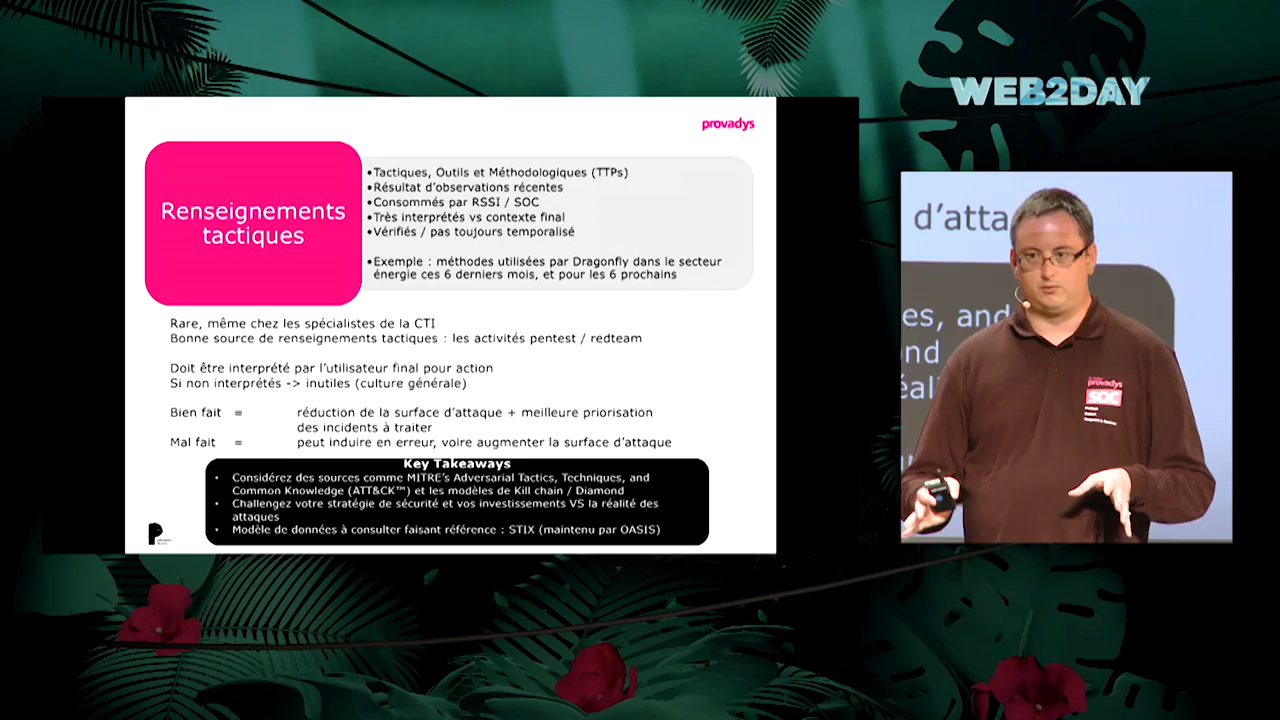 WEB2DAY
provadys
Renseignements
tactiques
•Tactiques, Outils et Méthodologiques (TTPs)
•Résultat d’observations récentes
•Consommés par RSSI / SOC
•Très interprétés vs contexte final
•Vérifiés / pas toujours temporalisé
•Exemple : méthodes utilisées par Dragonfly dans le secteur
énergie ces 6 derniers mois, et pour les 6 prochains
Rare, même chez les spécialistes de la CTI
Bonne source de renseignements tactiques : les activités pentest / redteam
Doit être interprété par l’utilisateur final pour action
Si non interprétés -> inutiles (culture générale)
Bien fait = réduction de la surface d’attaque + meilleure priorisation
des incidents à traiter
Mal fait = peut induire en erreur, voire augmenter la surface d’attaque
Key Takeaways
• Considérez des sources comme MITRE’s Adversarial Tactics, Techniques, and
Common Knowledge (ATT&CK™) et les modèles de Kill chain / Diamond
• Challengez votre stratégie de sécurité et vos investissements VS la réalité des
attaques
• Modèle de données à consulter faisant référence : STIX (maintenu par OASIS)
d’atta
es, and
nd
éali
provadys
SOC